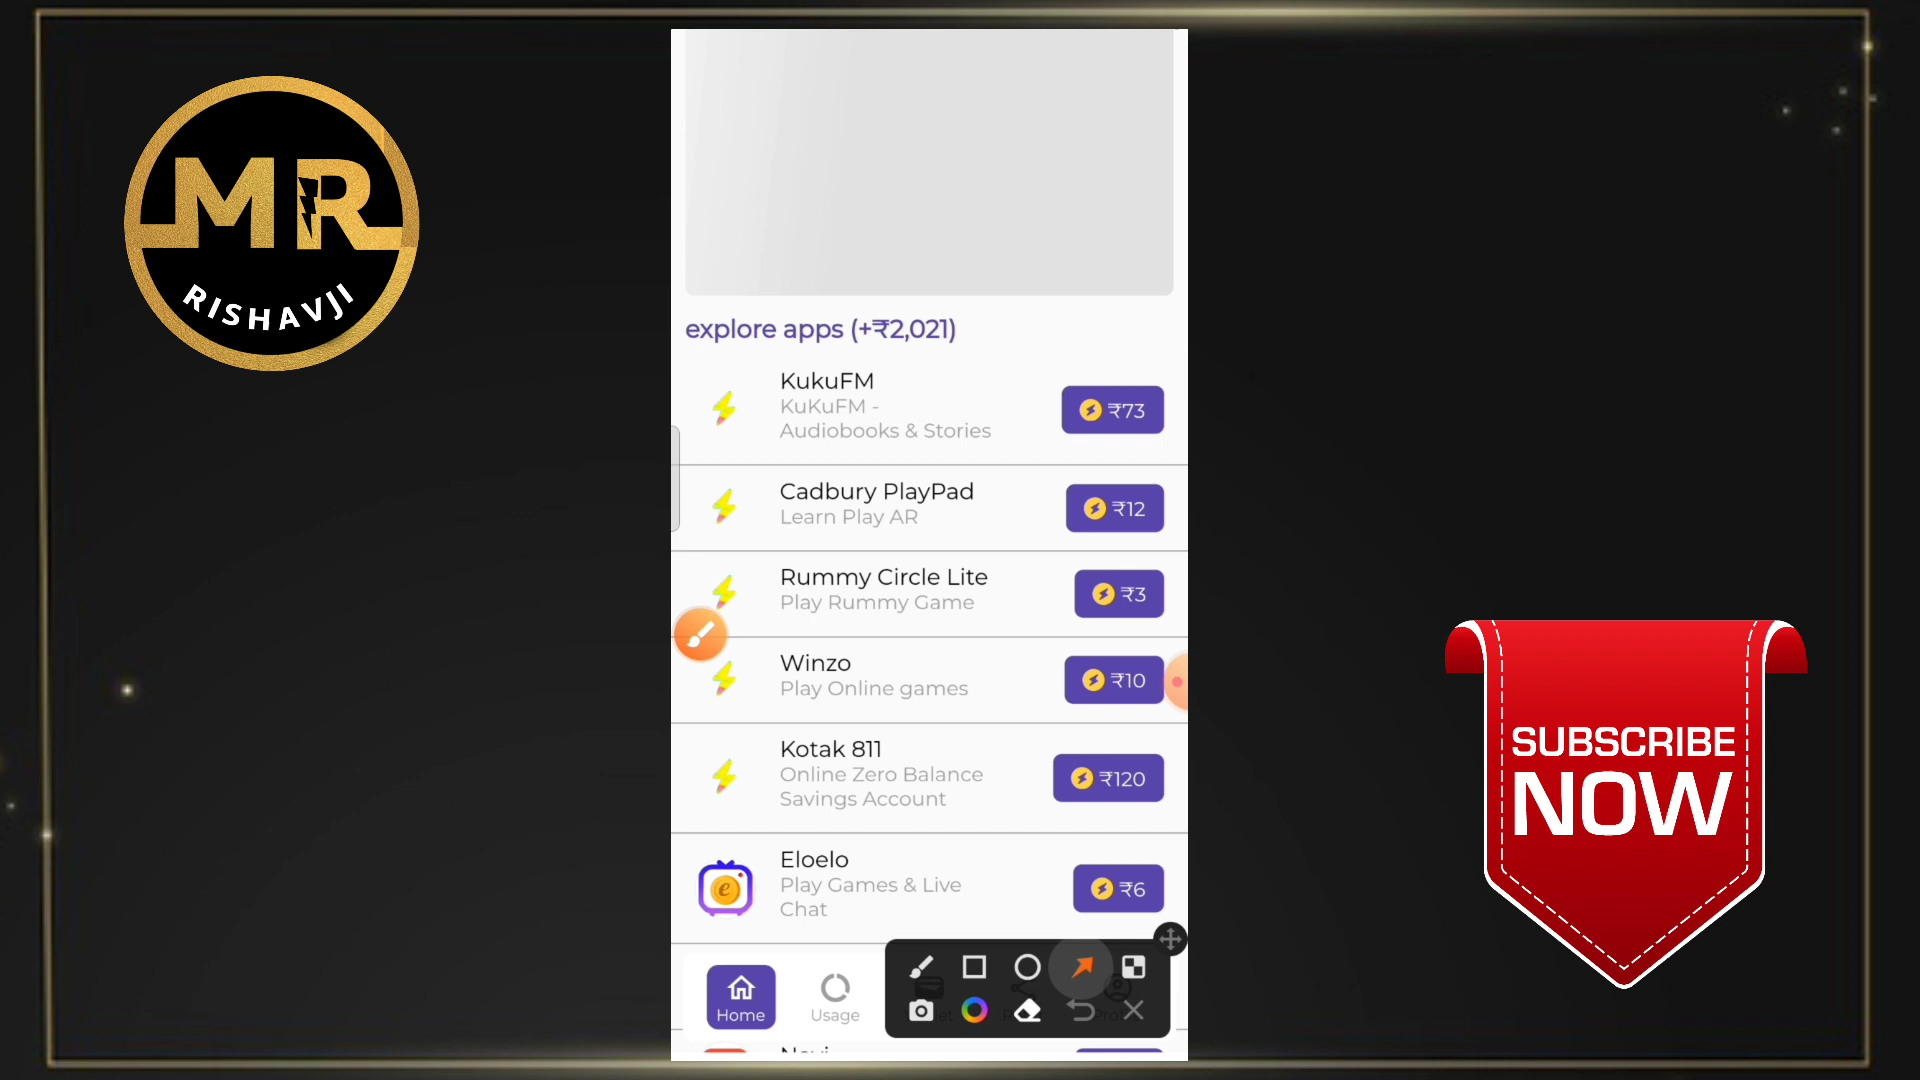 MR
RISHAVJI
explore apps (+₹2,021)
KukuFM
KuKuFM -
Audiobooks & Stories
₹73
Cadbury PlayPad
Learn Play AR
₹12
Rummy Circle Lite
Play Rummy Game
₹3
Winzo
Play Online games
₹10
Kotak 811
Online Zero Balance
Savings Account
₹120
Eloelo
Play Games & Live
Chat
₹6
Home
Usage
SUBSCRIBE
NOW